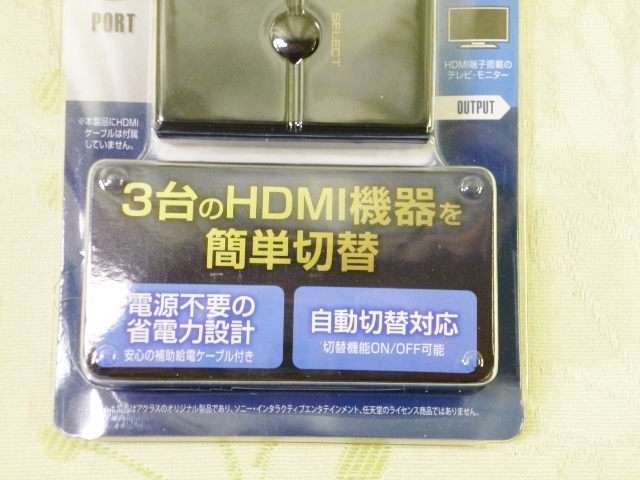 PORT
SELECT
HDMI端子搭載の
テレビ・モニター
OUTPUT
※本製品にHDMI
ケーブルは付属
していません。
3台のHDMI機器を
簡単切替
電源不要の
省電力設計
安心の補助給電ケーブル付き
自動切替対応
切替機能ON/OFF可能
はアクラスのオリジナル製品であり、ソニー・インタラクティブエンタテインメント、任天堂のライセンス商品ではありません。